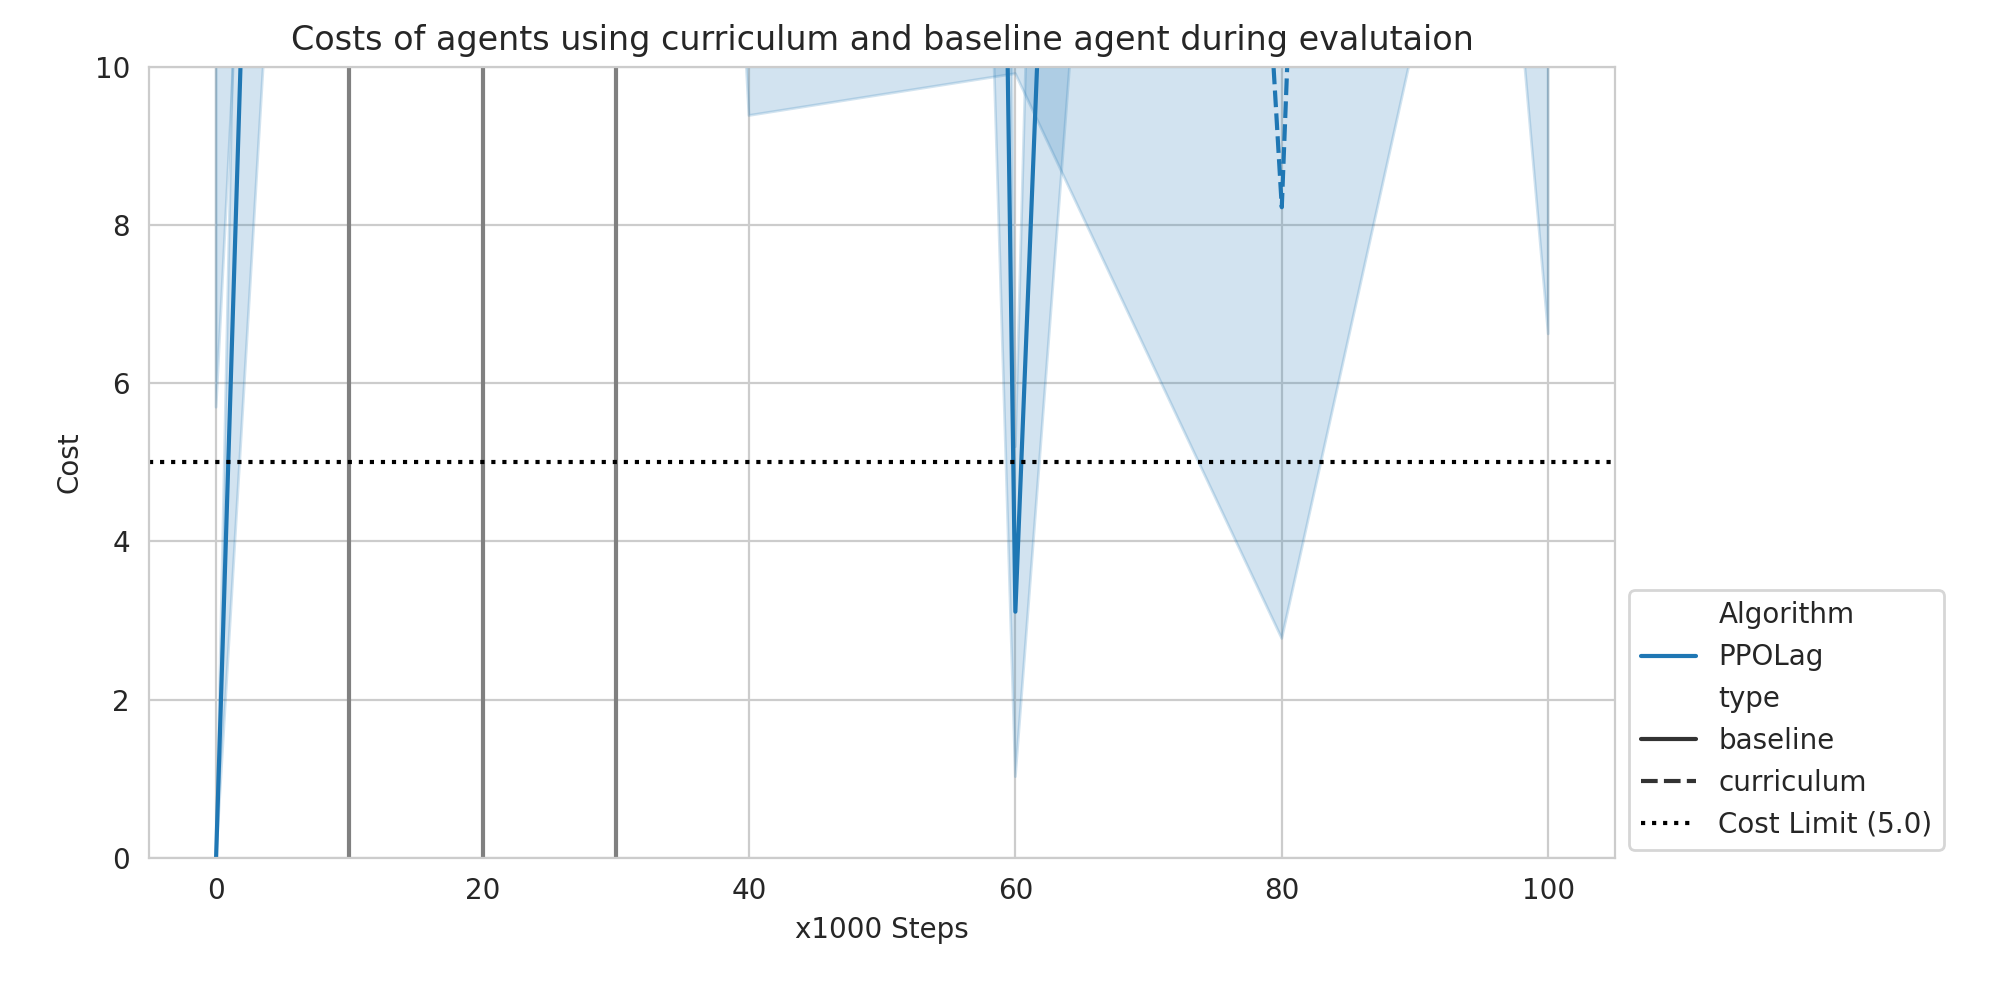 Costs of agents using curriculum and baseline agent during evalutaion
10
8
6
4
2
0
Cost
0 20 40 60 80 100
x1000 Steps
Algorithm
PPOLag
type
baseline
curriculum
Cost Limit (5.0)